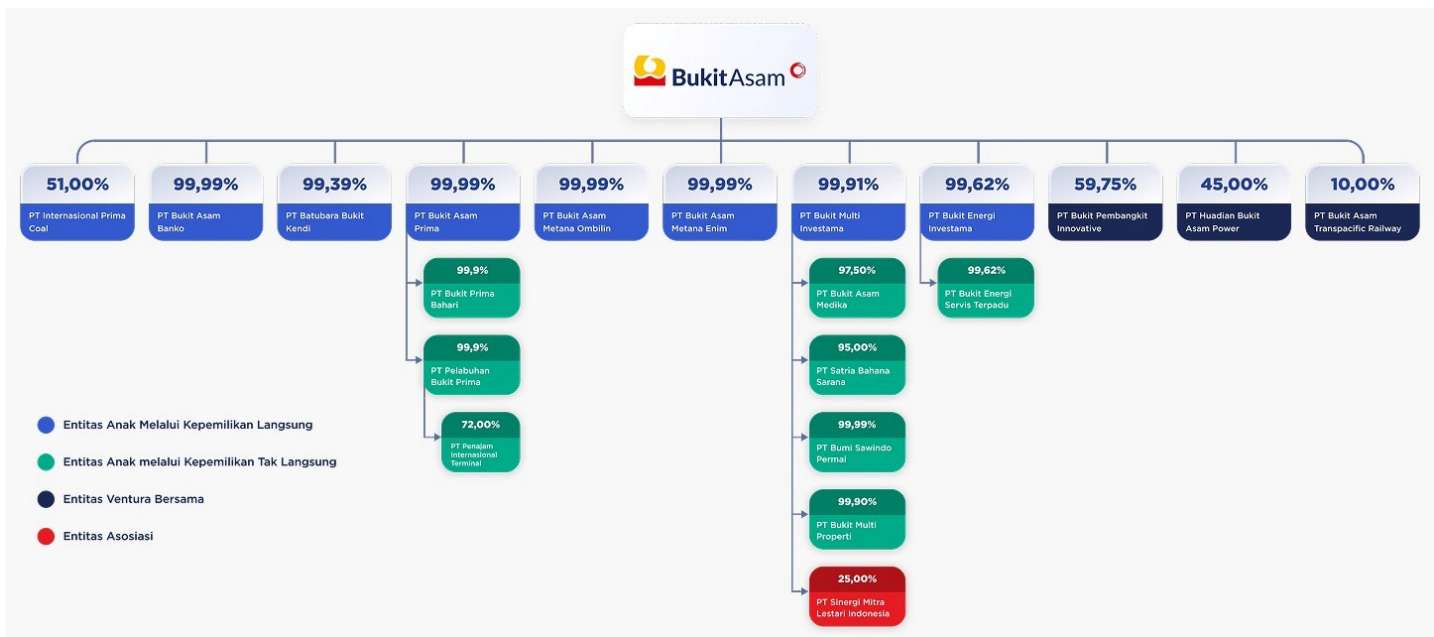 BukitAsam
51,00%
PT Internasional Prima
Coal
99,99%
PT Bukit Asam
Banko
99,39%
PT Batubara Bukit
Kendi
99,99%
PT Bukit Asam
Prima
99,99%
PT Bukit Asam
Metana Ombilin
99,99%
PT Bukit Asam
Metana Enim
99,91%
PT Bukit Multi
Investama
99,62%
PT Bukit Energi
Investama
59,75%
PT Bukit Pembangkit
Innovative
45,00%
PT Huadian Bukit
Asam Power
10,00%
PT Bukit Asam
Transpacific Railway
99,9%
PT Bukit Prima
Bahari
99,9%
PT Pelabuhan
Bukit Prima
72,00%
PT Penajam
Internasional
Terminal
97,50%
PT Bukit Asam
Medika
95,00%
PT Satria Bahana
Sarana
99,99%
PT Bumi Sawindo
Permai
99,90%
PT Bukit Multi
Properti
25,00%
PT Sinergi Mitra
Lestari Indonesia
99,62%
PT Bukit Energi
Servis Terpadu
Entitas Anak Melalui Kepemilikan Langsung
Entitas Anak melalui Kepemilikan Tak Langsung
Entitas Ventura Bersama
Entitas Asosiasi